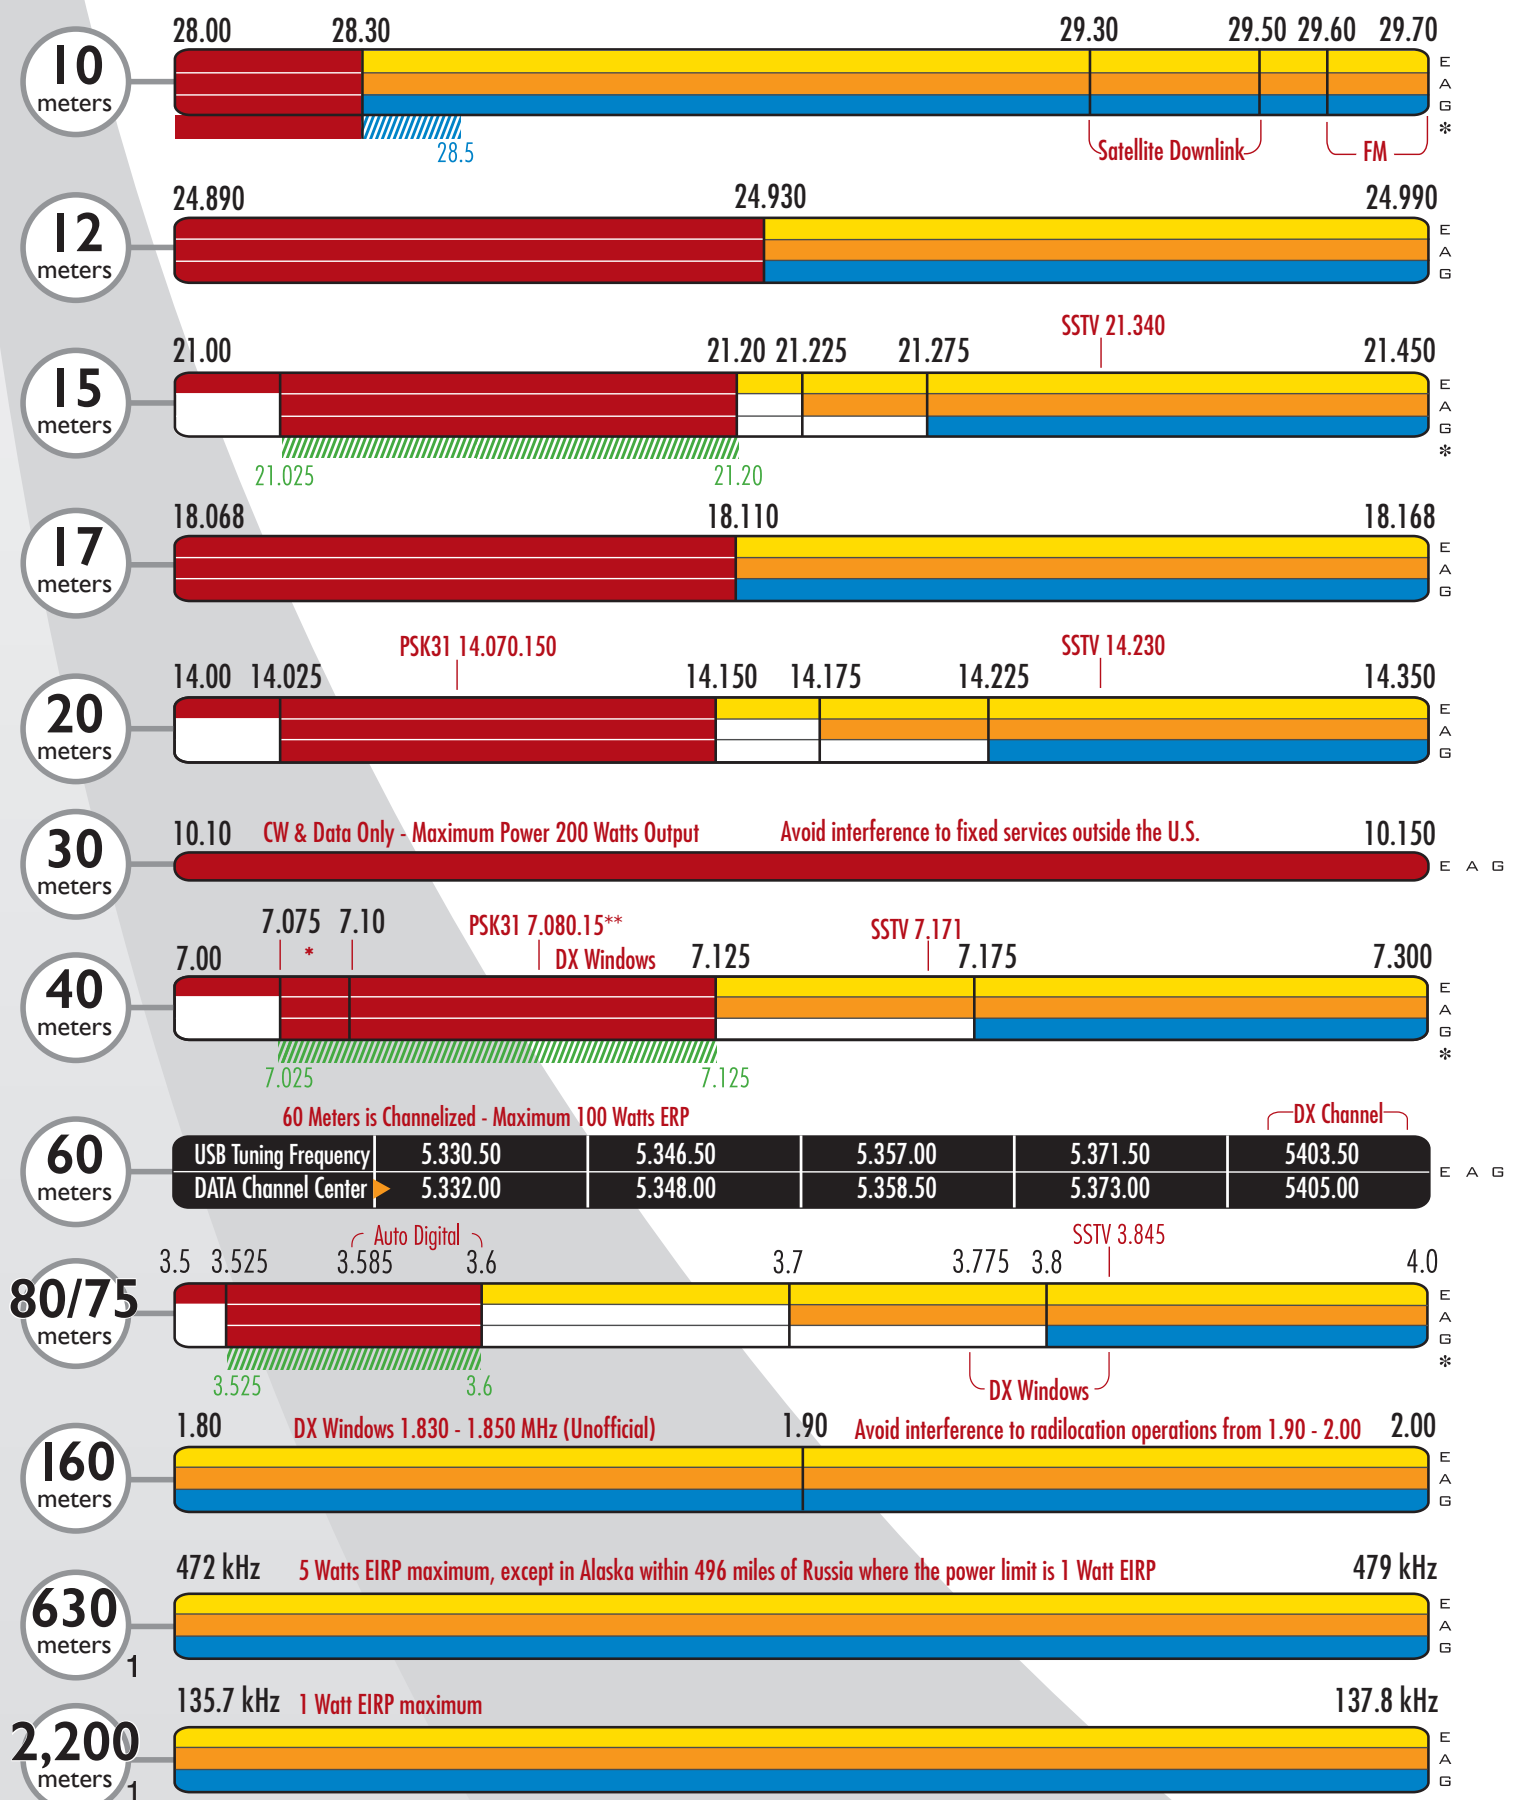 28.00 28.30 29.30 29.50 29.60 29.70
10
meters
E
A
G
*
28.5
Satellite Downlink
FM
24.890 24.930 24.990
12
meters
E
A
G
SSTV 21.340
21.00 21.20 21.225 21.275 21.450
15
meters
E
A
G
*
21.025 21.20
18.068 18.110 18.168
17
meters
E
A
G
PSK31 14.070.150 SSTV 14.230
14.00 14.025 14.150 14.175 14.225 14.350
20
meters
E
A
G
10.10 CW & Data Only - Maximum Power 200 Watts Output Avoid interference to fixed services outside the U.S. 10.150
30
meters
E A G
7.075 7.10 PSK31 7.080.15** SSTV 7.171
7.00 * DX Windows 7.125 7.175 7.300
40
meters
E
A
G
*
7.025 7.125
60 Meters is Channelized - Maximum 100 Watts ERP DX Channel
60
meters
USB Tuning Frequency 5.330.50 5.346.50 5.357.00 5.371.50 5403.50
DATA Channel Center 5.332.00 5.348.00 5.358.50 5.373.00 5405.00
E A G
Auto Digital SSTV 3.845
3.5 3.525 3.585 3.6 3.7 3.775 3.8 4.0
80/75
meters
E
A
G
*
3.525 3.6
DX Windows
1.80 DX Windows 1.830 - 1.850 MHz (Unofficial) 1.90 Avoid interference to radilocation operations from 1.90 - 2.00 2.00
160
meters
E
A
G
472 kHz 5 Watts EIRP maximum, except in Alaska within 496 miles of Russia where the power limit is 1 Watt EIRP 479 kHz
630
meters
1
E
A
G
135.7 kHz 1 Watt EIRP maximum 137.8 kHz
2,200
meters
1
E
A
G